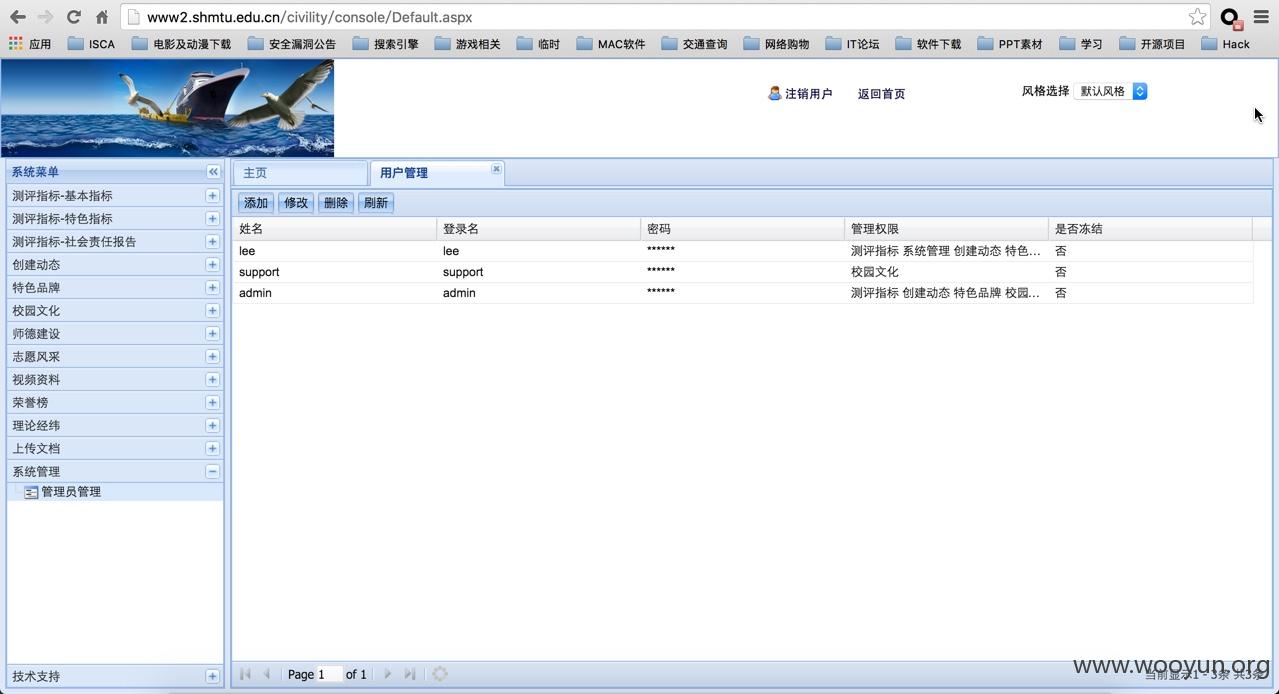 www2.shmtu.edu.cn/civility/console/Default.aspx
应用 ISCA 电影及动漫下载 安全漏洞公告 搜索引擎 游戏相关 临时 MAC软件 交通查询 网络购物 IT论坛 软件下载 PPT素材 学习 开源项目 Hack
注销用户 返回首页 风格选择 默认风格
系统菜单
测评指标-基本指标
测评指标-特色指标
测评指标-社会责任报告
创建动态
特色品牌
校园文化
师德建设
志愿风采
视频资料
荣誉榜
理论经纬
上传文档
系统管理
管理员管理
技术支持
主页 用户管理
添加 修改 删除 刷新
姓名 登录名 密码 管理权限 是否冻结
lee lee ****** 测评指标 系统管理 创建动态 特色... 否
support support ****** 校园文化 否
admin admin ****** 测评指标 创建动态 特色品牌 校园... 否
Page 1 of 1
当前显示1 - 3条 共3条
www.wooyun.org